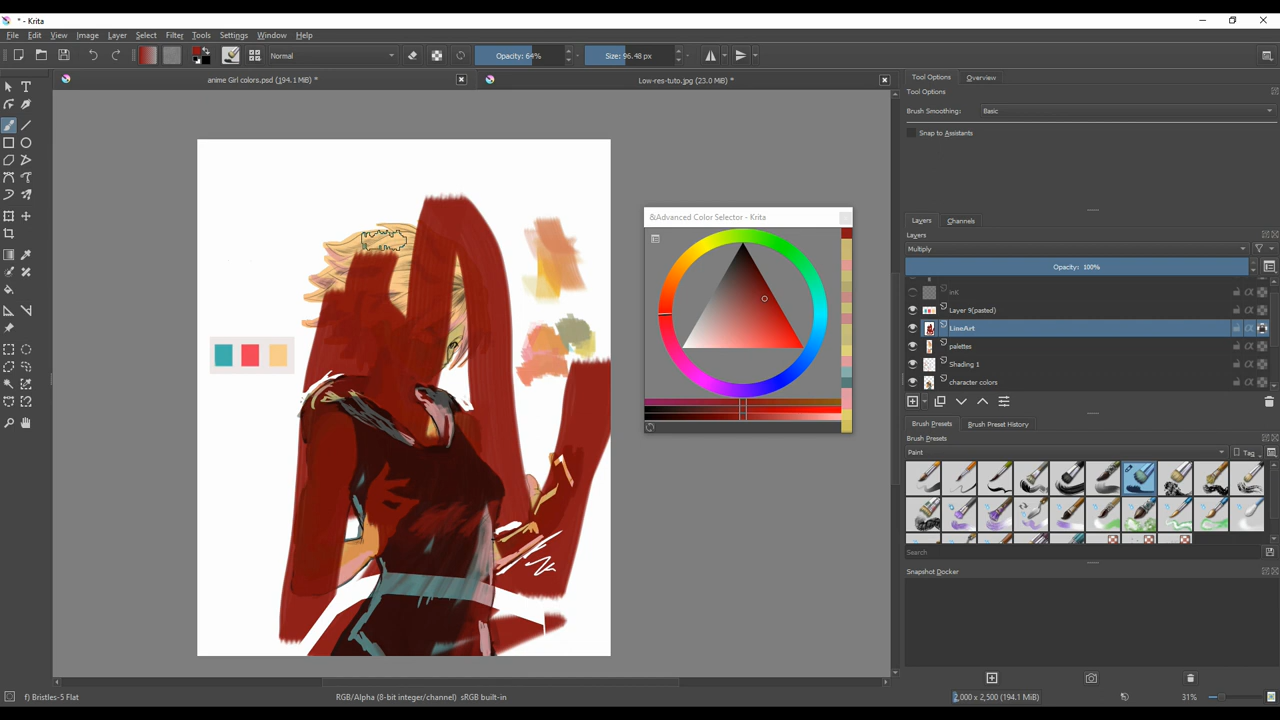 * - Krita
File Edit View Image Layer Select Filter Tools Settings Window Help
Normal Opacity: 64% Size: 96.48 px
anime Girl colors.psd (194.1 MiB) * Low-res-tuto.jpg (23.0 MiB) *
Tool Options Overview
Tool Options
Brush Smoothing: Basic
Snap to Assistants
&Advanced Color Selector - Krita
Layers Channels
Layers
Multiply
Opacity: 100%
inK
Layer 9(pasted)
LineArt
palettes
Shading 1
character colors
Brush Presets Brush Preset History
Brush Presets
Paint Tag
Search
Snapshot Docker
f) Bristles-5 Flat RGB/Alpha (8-bit integer/channel) sRGB built-in 2,000 x 2,500 (194.1 MiB) 31%